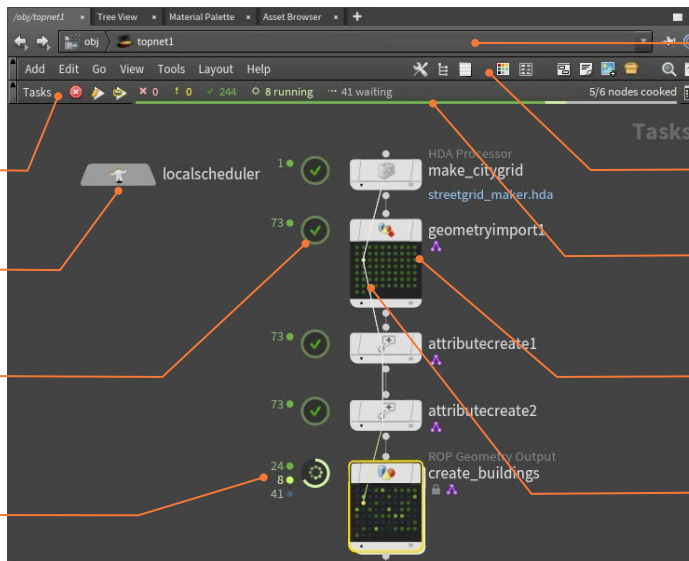 /obj/topnet1 × Tree View × Material Palette × Asset Browser × +
obj topnet1
Add Edit Go View Tools Layout Help
Tasks × 0 ! 0 ✓ 244 8 running ··· 41 waiting 5/6 nodes cooked
Tasks
HDA Processor
localscheduler 1 make_citygrid
streetgrid_maker.hda
73 geometryimport1
73 attributecreate1
73 attributecreate2
ROP Geometry Output
24 create_buildings
8
41